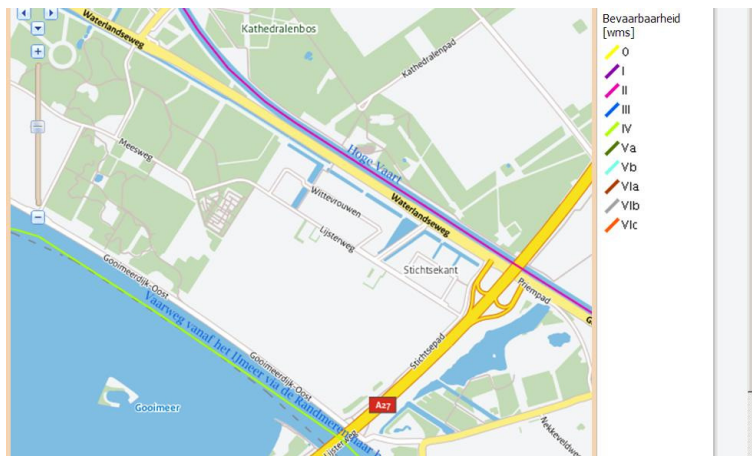 Waterlandseweg
Kathedralenbos
Kathedralenpad
Meesweg
Hoge Vaart
Wittevrouwen
Waterlandseweg
Lijsterweg
Stichtsekant
Gooimeerdijk-Oost
Priempad
Vaarweg vanaf het IJmeer via de Randmeren naar h
Gooimeerdijk-Oost
Stichtsepad
Gooimeer
A27
Nekkeveldweg
Bevaarbaarheid
[wms]
0
I
II
III
IV
Va
Vb
VIa
VIb
VIc